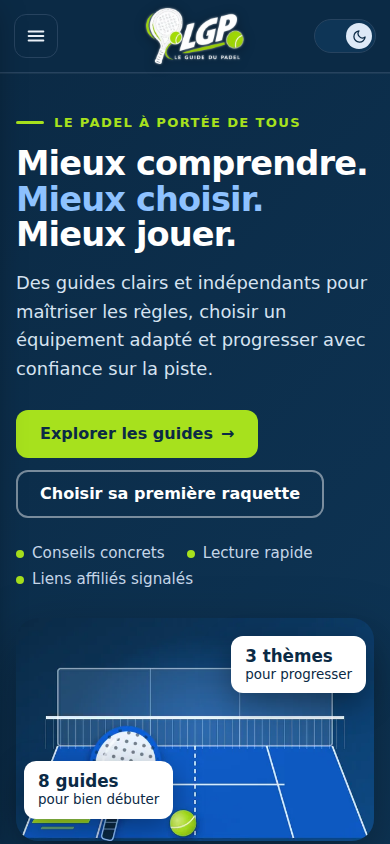 LGP
LE GUIDE DU PADEL
LE PADEL À PORTÉE DE TOUS
Mieux comprendre.
Mieux choisir.
Mieux jouer.
Des guides clairs et indépendants pour
maîtriser les règles, choisir un
équipement adapté et progresser avec
confiance sur la piste.
Explorer les guides →
Choisir sa première raquette
Conseils concrets
Lecture rapide
Liens affiliés signalés
3 thèmes
pour progresser
8 guides
pour bien débuter